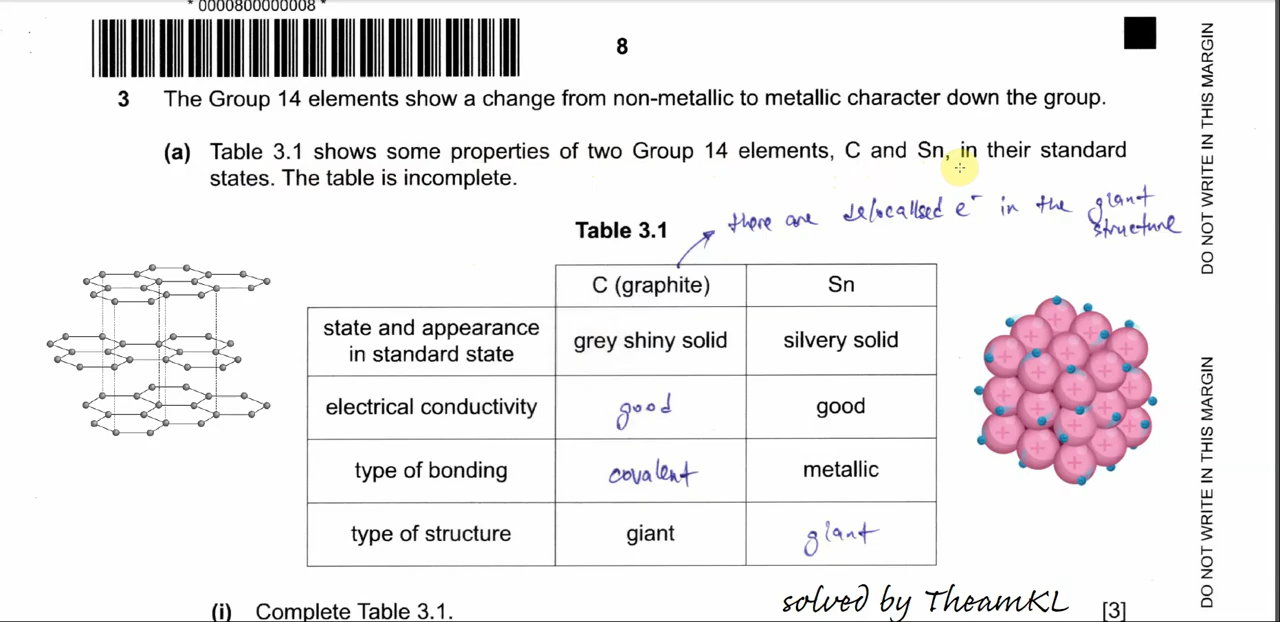 * 0000800000008 *
8
DO NOT WRITE IN THIS MARGIN
3 The Group 14 elements show a change from non-metallic to metallic character down the group.
(a) Table 3.1 shows some properties of two Group 14 elements, C and Sn, in their standard
states. The table is incomplete.
there are delocalised e⁻ in the giant
structure
Table 3.1
C (graphite) Sn
state and appearance
in standard state
grey shiny solid silvery solid
electrical conductivity good good
type of bonding covalent metallic
type of structure giant giant
DO NOT WRITE IN THIS MARGIN
(i) Complete Table 3.1.
solved by TheamKL
[3]